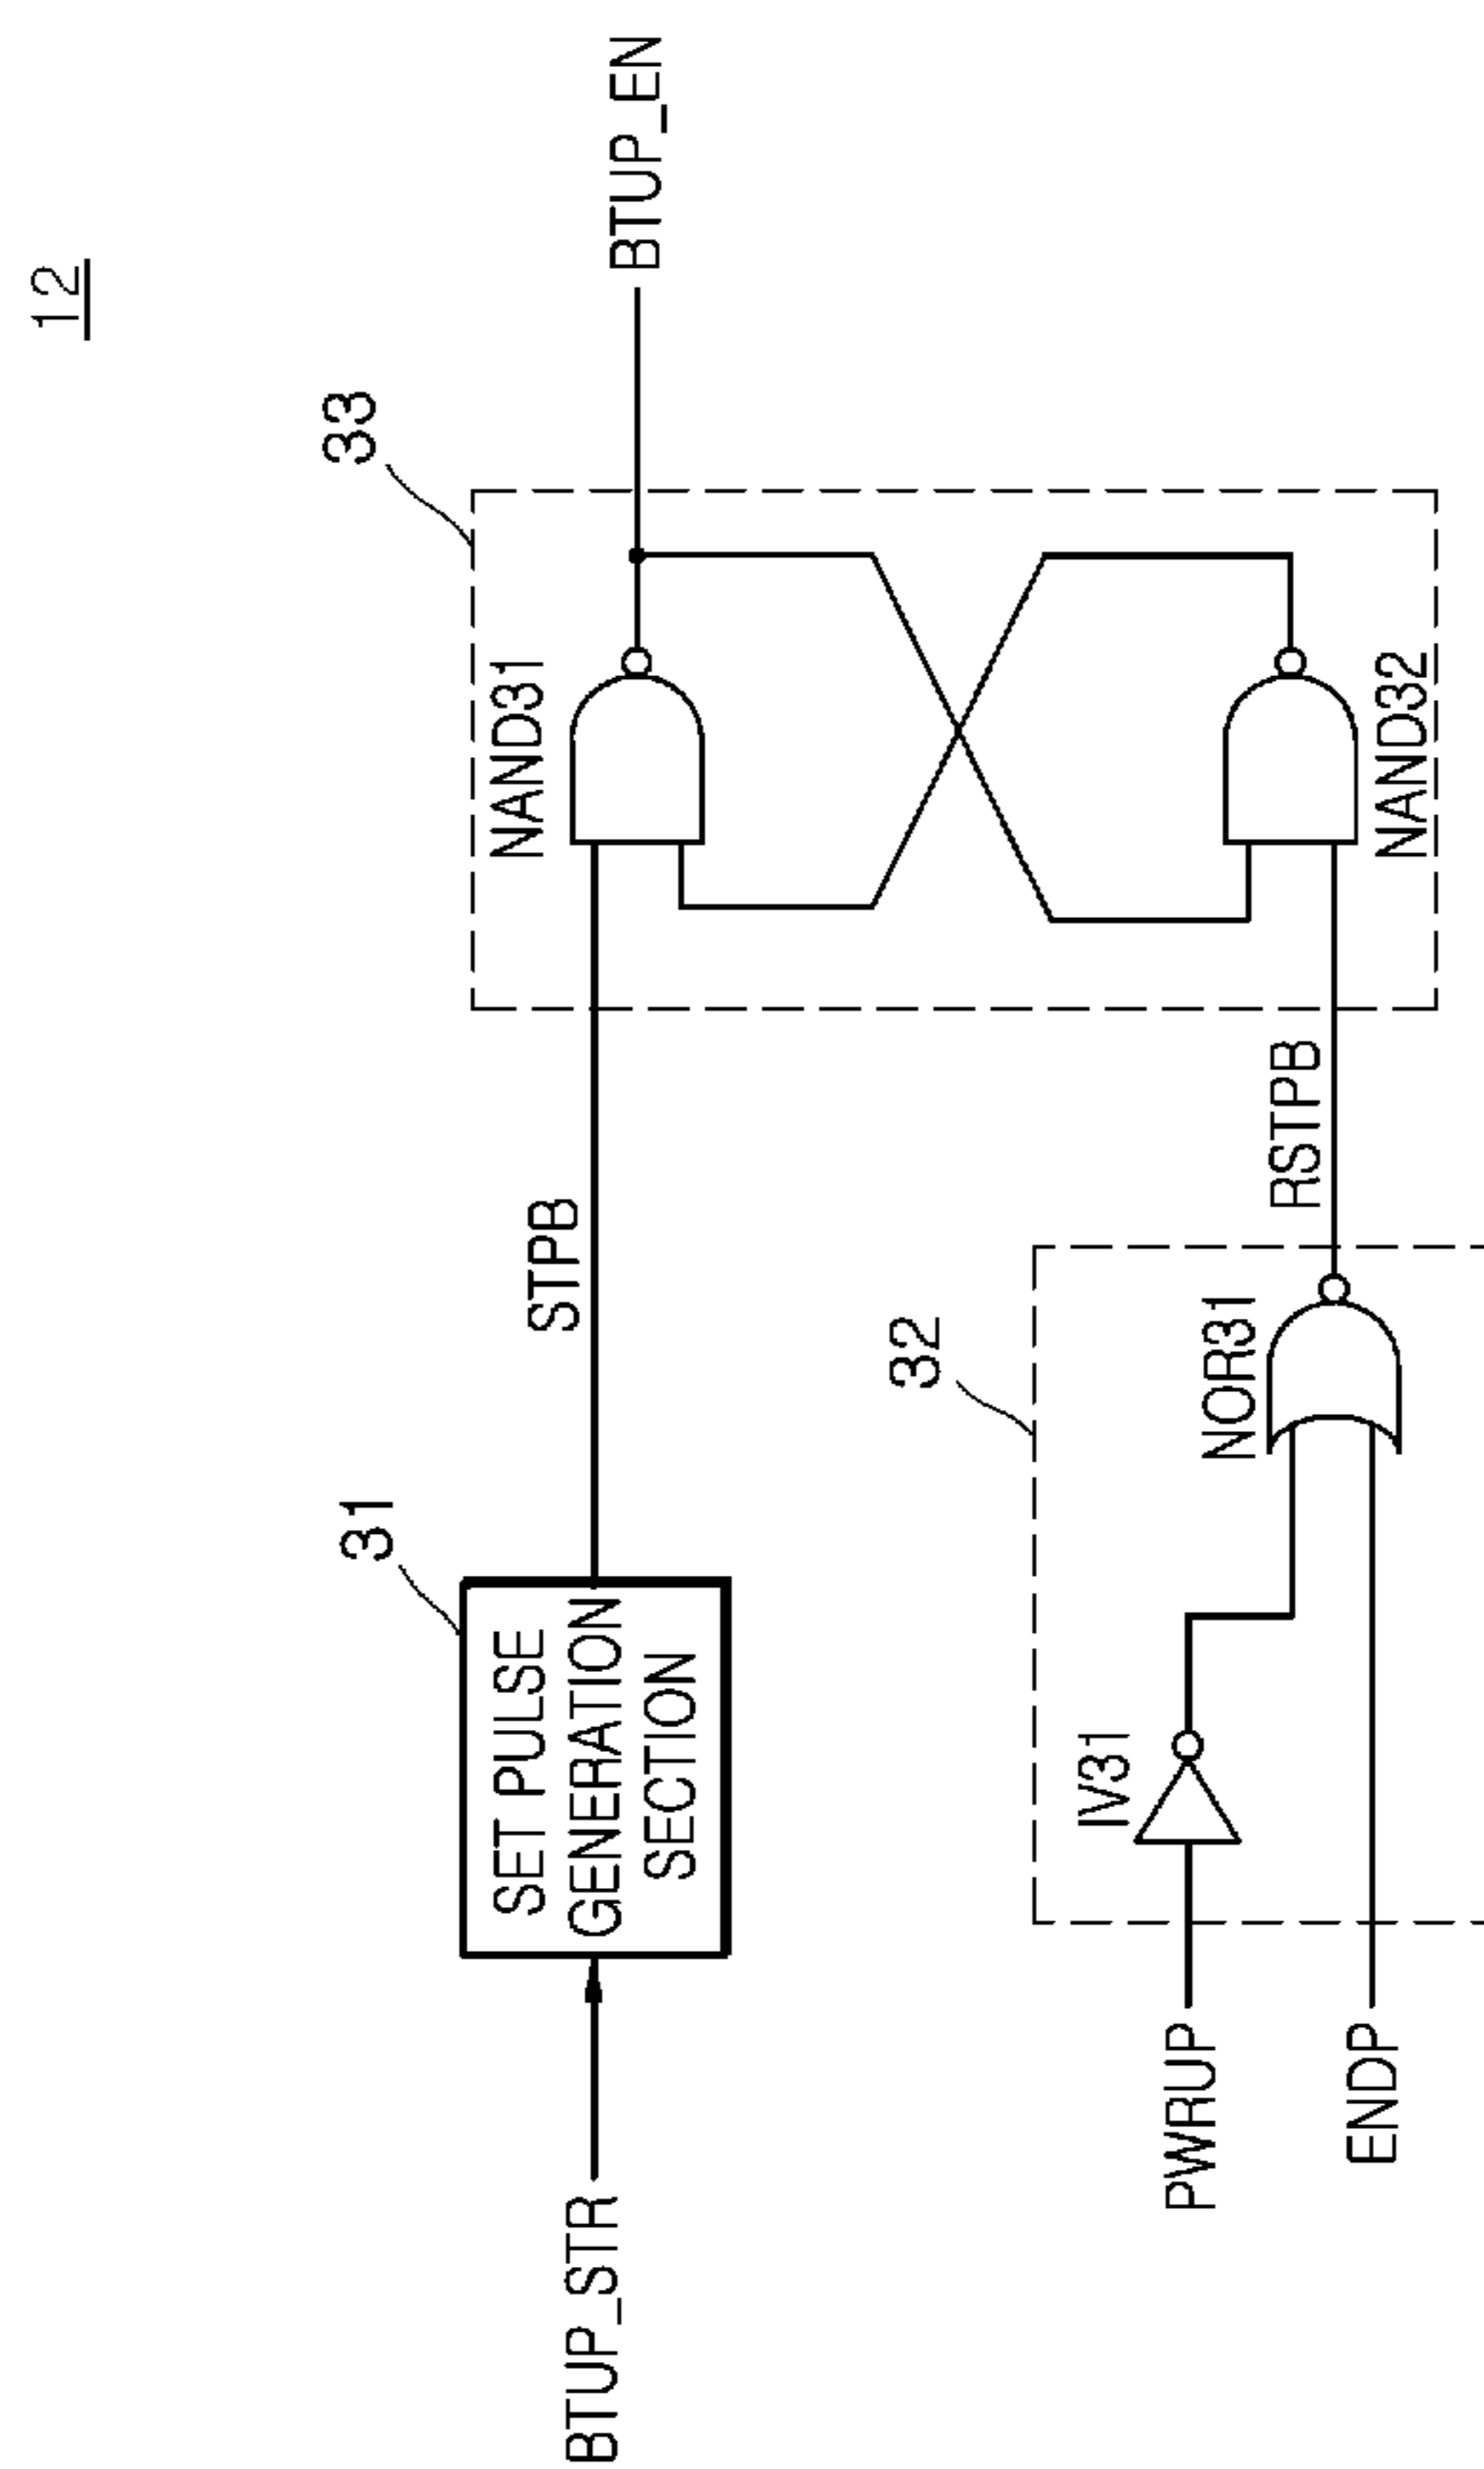 12
33
BTUP_STR
31
SET PULSE
GENERATION
SECTION
STPB
NAND31
BTUP_EN
32
PWRUP
IV31
NOR31
ENDP
RSTPB
NAND32